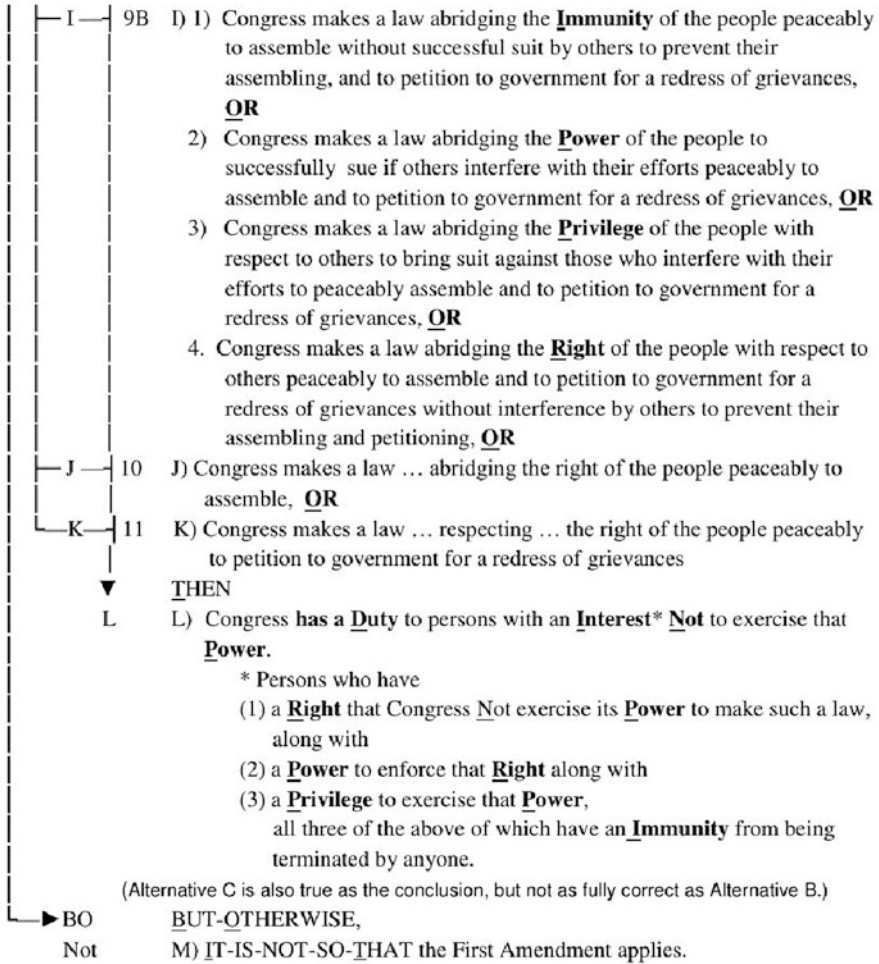 I 9B I) 1) Congress makes a law abridging the Immunity of the people peaceably
to assemble without successful suit by others to prevent their
assembling, and to petition to government for a redress of grievances,
OR
2) Congress makes a law abridging the Power of the people to
successfully sue if others interfere with their efforts peaceably to
assemble and to petition to government for a redress of grievances, OR
3) Congress makes a law abridging the Privilege of the people with
respect to others to bring suit against those who interfere with their
efforts to peaceably assemble and to petition to government for a
redress of grievances, OR
4. Congress makes a law abridging the Right of the people with respect to
others peaceably to assemble and to petition to government for a
redress of grievances without interference by others to prevent their
assembling and petitioning, OR
J 10 J) Congress makes a law … abridging the right of the people peaceably to
assemble, OR
K 11 K) Congress makes a law … respecting … the right of the people peaceably
to petition to government for a redress of grievances
THEN
L L) Congress has a Duty to persons with an Interest* Not to exercise that
Power.
* Persons who have
(1) a Right that Congress Not exercise its Power to make such a law,
along with
(2) a Power to enforce that Right along with
(3) a Privilege to exercise that Power,
all three of the above of which have an Immunity from being
terminated by anyone.
(Alternative C is also true as the conclusion, but not as fully correct as Alternative B.)
BO BUT-OTHERWISE,
Not M) IT-IS-NOT-SO-THAT the First Amendment applies.